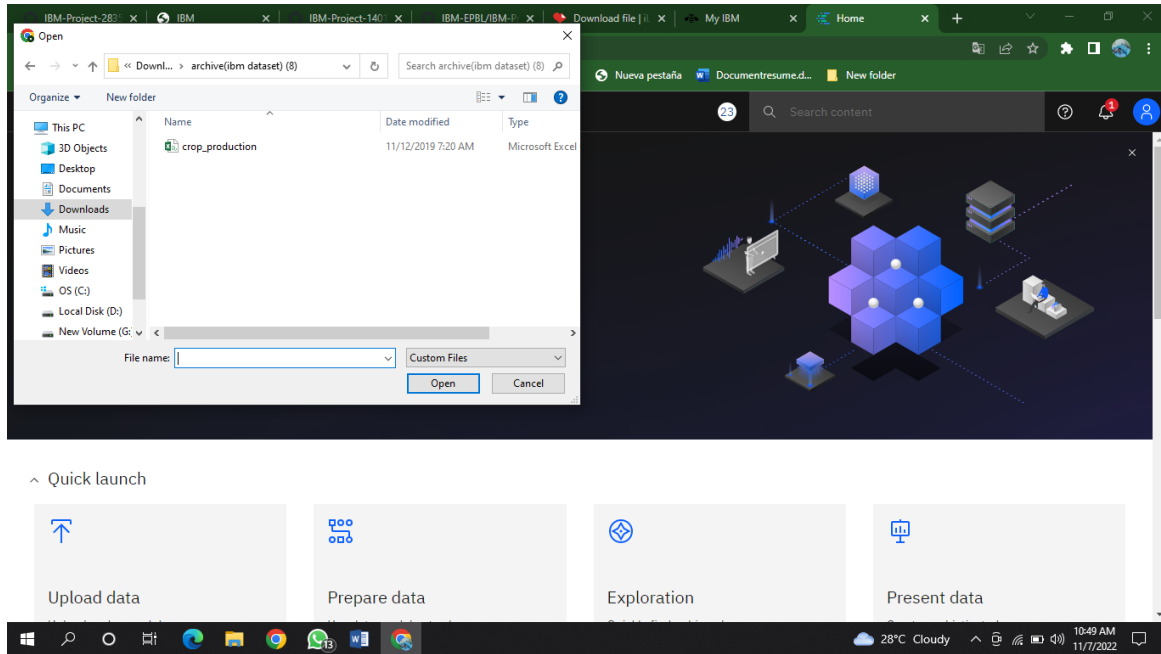 IBM-Project-283 IBM IBM-Project-140 IBM-EPBL/IBM-P Download file | iL My IBM Home
Open
Downl... > archive(ibm dataset) (8)
Search archive(ibm dataset) (8)
Nueva pestaña Documentresume.d... New folder
Organize New folder
23 Search content
1
This PC
3D Objects
Desktop
Documents
Downloads
Music
Pictures
Videos
OS (C:)
Local Disk (D:)
New Volume (G:
Name Date modified Type
crop_production 11/12/2019 7:20 AM Microsoft Excel
File name: Custom Files
Open Cancel
Quick launch
Upload data Prepare data Exploration Present data
13
28°C Cloudy
10:49 AM
11/7/2022